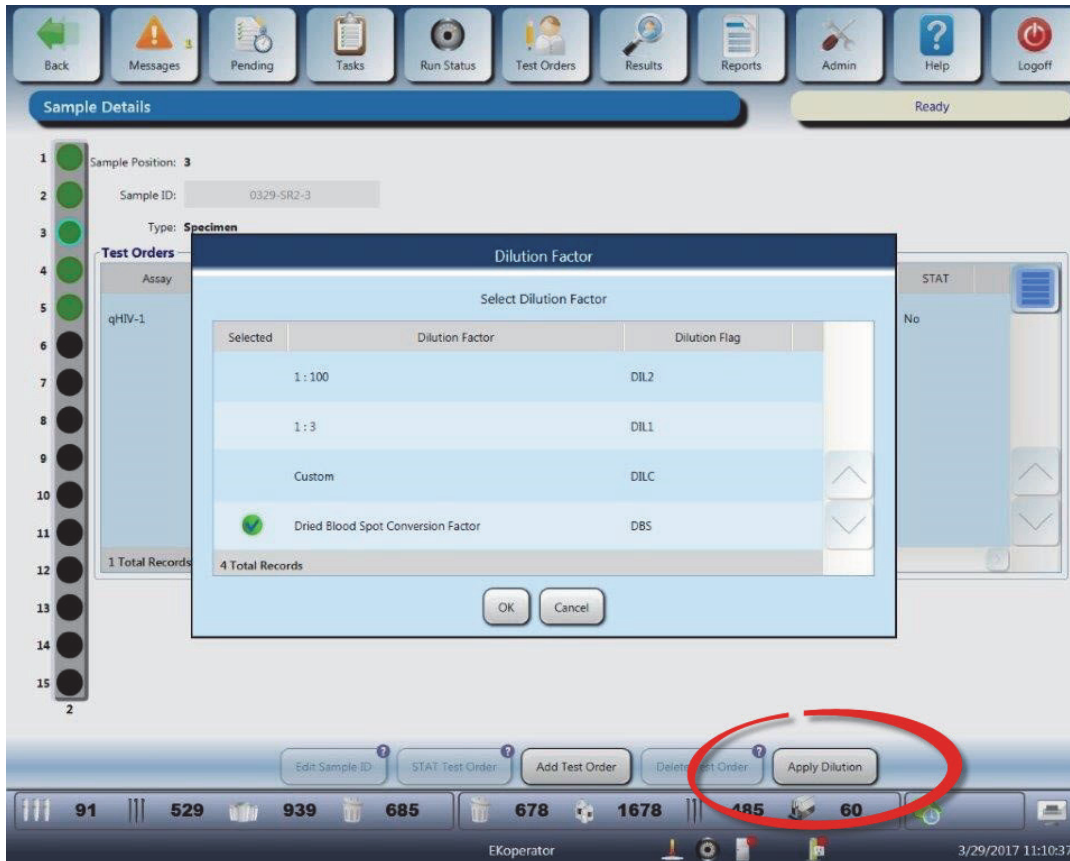 Back
Messages
Pending
Tasks
Run Status
Test Orders
Results
Reports
Admin
Help
Logoff
Sample Details
Ready
1
2
3
4
5
6
7
8
9
10
11
12
13
14
15
2
Sample Position: 3
Sample ID: 0329-SR2-3
Type: Specimen
Test Orders
Assay
STAT
qHIV-1
No
1 Total Records
Dilution Factor
Select Dilution Factor
Selected Dilution Factor Dilution Flag
1 : 100 DIL2
1 : 3 DIL1
Custom DILC
Dried Blood Spot Conversion Factor DBS
4 Total Records
OK Cancel
Edit Sample ID ?
STAT Test Order ?
Add Test Order
Delete Test Order ?
Apply Dilution
91 529 939 685 678 1678 485 60
EKoperator
3/29/2017 11:10:37